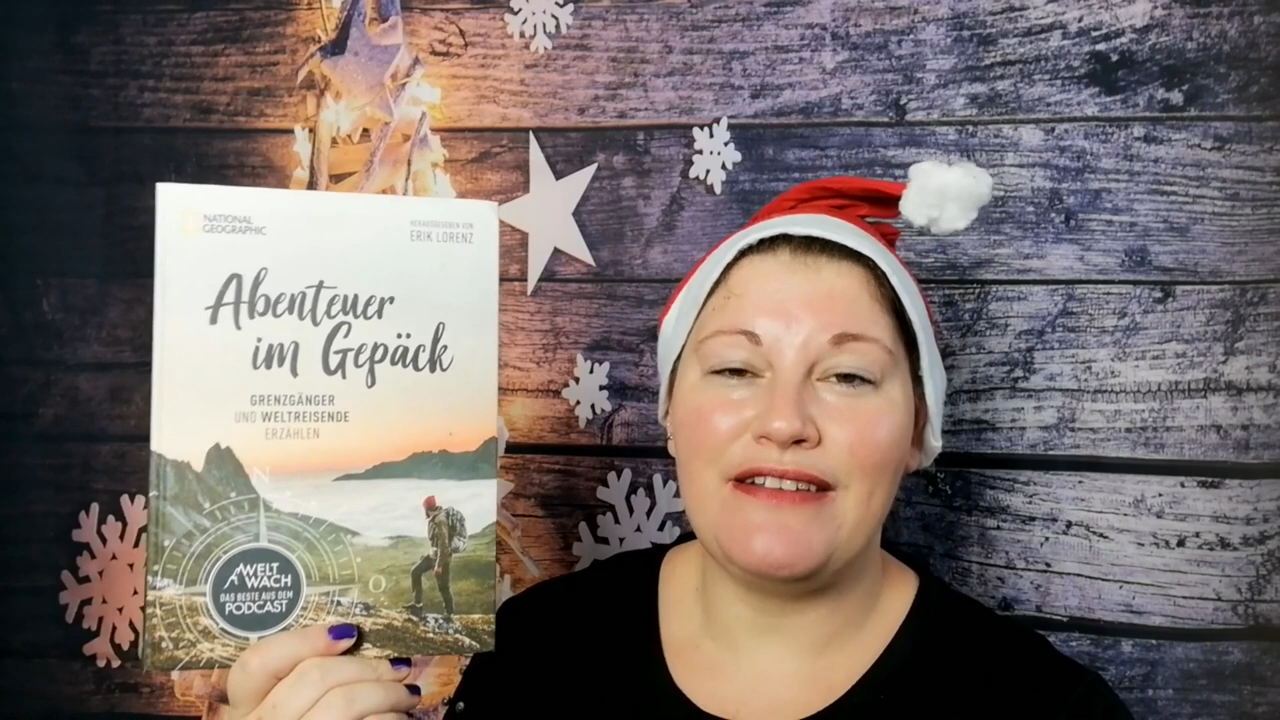 NATIONAL
GEOGRAPHIC
HERAUSGEGEBEN VON
ERIK LORENZ
Abenteuer
im Gepäck
GRENZGÄNGER
UND WELTREISENDE
ERZÄHLEN
N
O
WELT
WACH
DAS BESTE AUS DEM
PODCAST